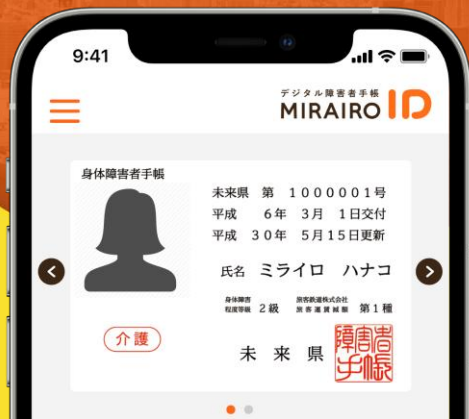 9:41
デジタル障害者手帳
MIRAIRO ID
身体障害者手帳
未来県 第 1000001号
平成 6年 3月 1日交付
平成 30年 5月15日更新
氏名 ミライロ ハナコ
身体障害
程度等級 2級
旅客鉄道株式会社
旅客運賃減額 第1種
介護
未来県
障害者
手帳